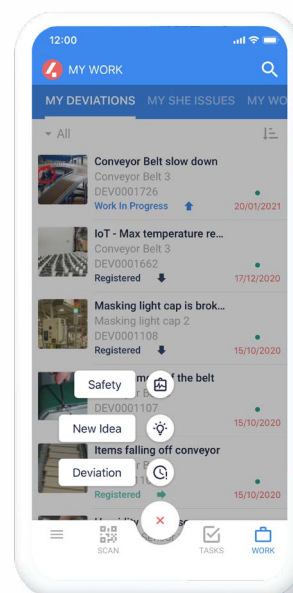 12:00
MY WORK
MY DEVIATIONS MY SHE ISSUES MY WO
All
Conveyor Belt slow down
Conveyor Belt 3
DEV0001726
Work In Progress
20/01/2021
IoT - Max temperature re...
Conveyor Belt 3
DEV0001662
Registered
17/12/2020
Masking light cap is brok...
Masking light cap 2
DEV0001108
Registered
15/10/2020
Safety
of the belt
DEV0001107
15/10/2020
New Idea
Items falling off conveyor
Deviation
Registered
15/10/2020
SCAN
TASKS
WORK